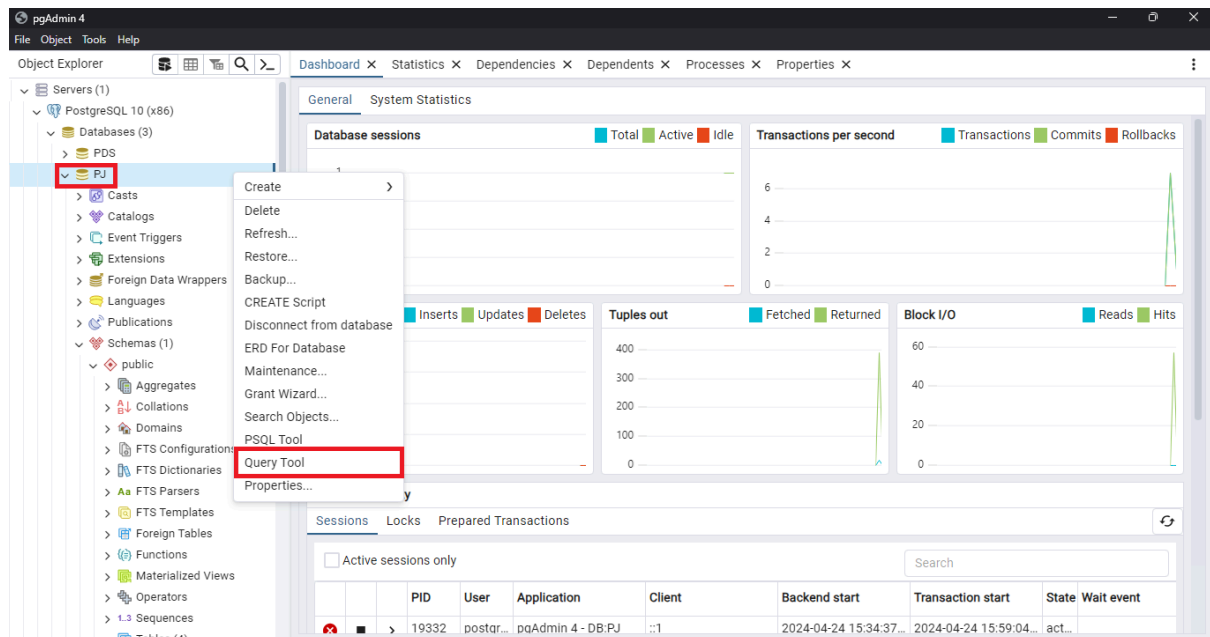 pgAdmin 4
File Object Tools Help
Object Explorer
Dashboard Statistics Dependencies Dependents Processes Properties
Servers (1)
PostgreSQL 10 (x86)
Databases (3)
PDS
PJ
Casts
Catalogs
Event Triggers
Extensions
Foreign Data Wrappers
Languages
Publications
Schemas (1)
public
Aggregates
Collations
Domains
FTS Configurations
FTS Dictionaries
FTS Parsers
FTS Templates
Foreign Tables
Functions
Materialized Views
Operators
1..3 Sequences
Create
Delete
Refresh...
Restore...
Backup...
CREATE Script
Disconnect from database
ERD For Database
Maintenance...
Grant Wizard...
Search Objects...
PSQL Tool
Query Tool
Properties...
General System Statistics
Database sessions Total Active Idle
1
Transactions per second Transactions Commits Rollbacks
6
4
2
0
Inserts Updates Deletes
Tuples out Fetched Returned
400
300
200
100
0
Block I/O Reads Hits
60
40
20
0
Sessions Locks Prepared Transactions
Active sessions only Search
PID User Application Client Backend start Transaction start State Wait event
19332 postgr... pgAdmin 4 - DB:PJ ::1 2024-04-24 15:34:37... 2024-04-24 15:59:04... act...